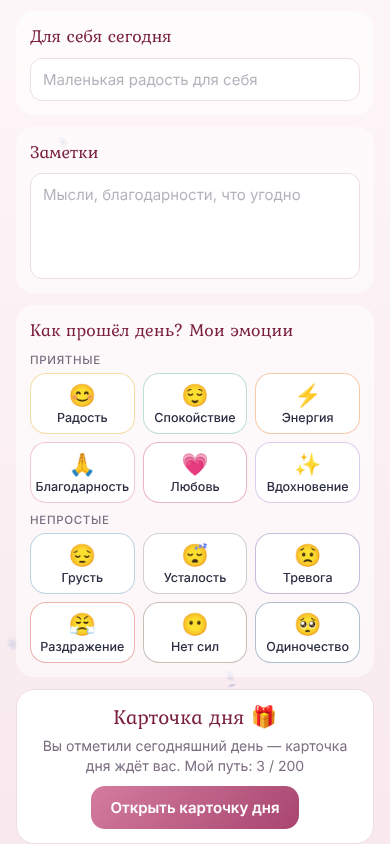 Для себя сегодня
Маленькая радость для себя
Заметки
Мысли, благодарности, что угодно
Как прошёл день? Мои эмоции
ПРИЯТНЫЕ
Радость
Спокойствие
Энергия
Благодарность
Любовь
Вдохновение
НЕПРОСТЫЕ
Грусть
Усталость
Тревога
Раздражение
Нет сил
Одиночество
Карточка дня 🎁
Вы отметили сегодняшний день — карточка
дня ждёт вас. Мой путь: 3 / 200
Открыть карточку дня